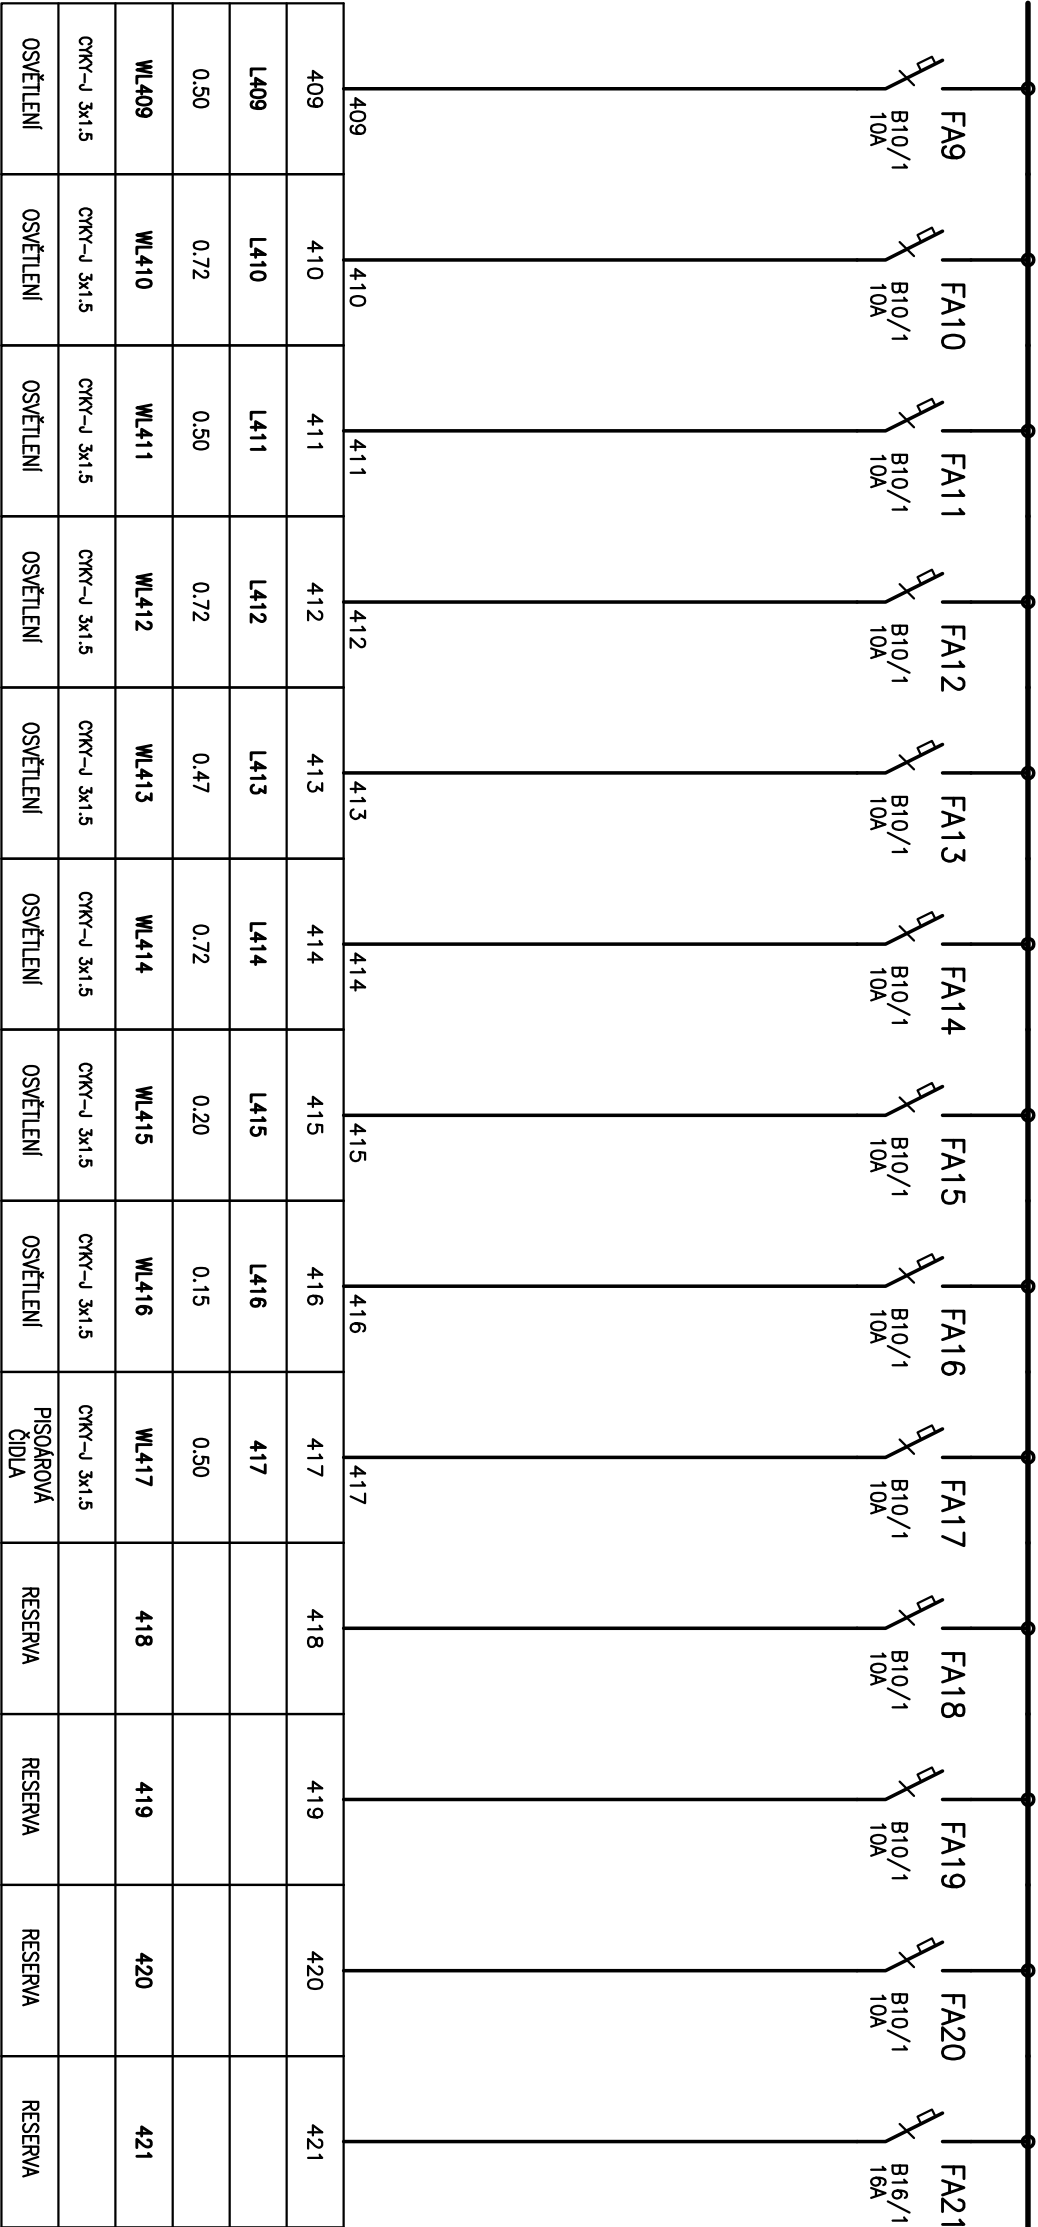 FA9
B10/1
10A
FA10
B10/1
10A
FA11
B10/1
10A
FA12
B10/1
10A
FA13
B10/1
10A
FA14
B10/1
10A
FA15
B10/1
10A
FA16
B10/1
10A
FA17
B10/1
10A
FA18
B10/1
10A
FA19
B10/1
10A
FA20
B10/1
10A
FA21
B16/1
16A
409 410 411 412 413 414 415 416 417
409 410 411 412 413 414 415 416 417 418 419 420 421
L409 L410 L411 L412 L413 L414 L415 L416 417
0.50 0.72 0.50 0.72 0.47 0.72 0.20 0.15 0.50
WL409 WL410 WL411 WL412 WL413 WL414 WL415 WL416 WL417 418 419 420 421
CYKY-J 3x1.5 CYKY-J 3x1.5 CYKY-J 3x1.5 CYKY-J 3x1.5 CYKY-J 3x1.5 CYKY-J 3x1.5 CYKY-J 3x1.5 CYKY-J 3x1.5 CYKY-J 3x1.5
OSVĚTLENÍ OSVĚTLENÍ OSVĚTLENÍ OSVĚTLENÍ OSVĚTLENÍ OSVĚTLENÍ OSVĚTLENÍ OSVĚTLENÍ PISOÁROVÁ
ČIDLA
RESERVA RESERVA RESERVA RESERVA